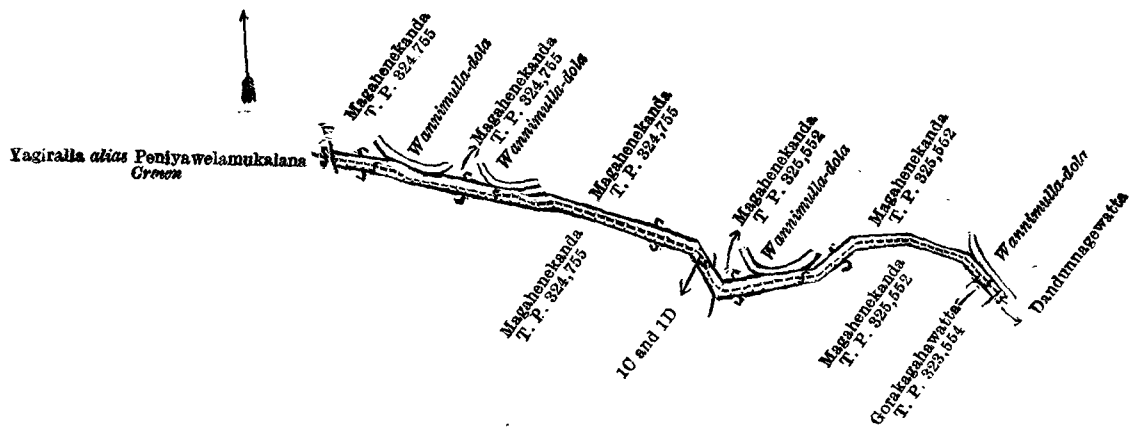 Yagiralla alias Peniyawelamukalana
Crown
Magahenekanda
T. P. 324,755
Wannimulla-dola
Magahenekanda
T. P. 324,755
Wannimulla-dola
Magahenekanda
T. P. 324,755
Magahenekanda
T. P. 324,755
1C and 1D
Magahenekanda
T P. 325,552
Wannimulla-dola
Magahenekanda
T. P. 325,552
Magahenekanda
T. P. 325,552
Gorakagahawatta
T. P. 323,554
Wannimulla-dola
Dandunnagewatta